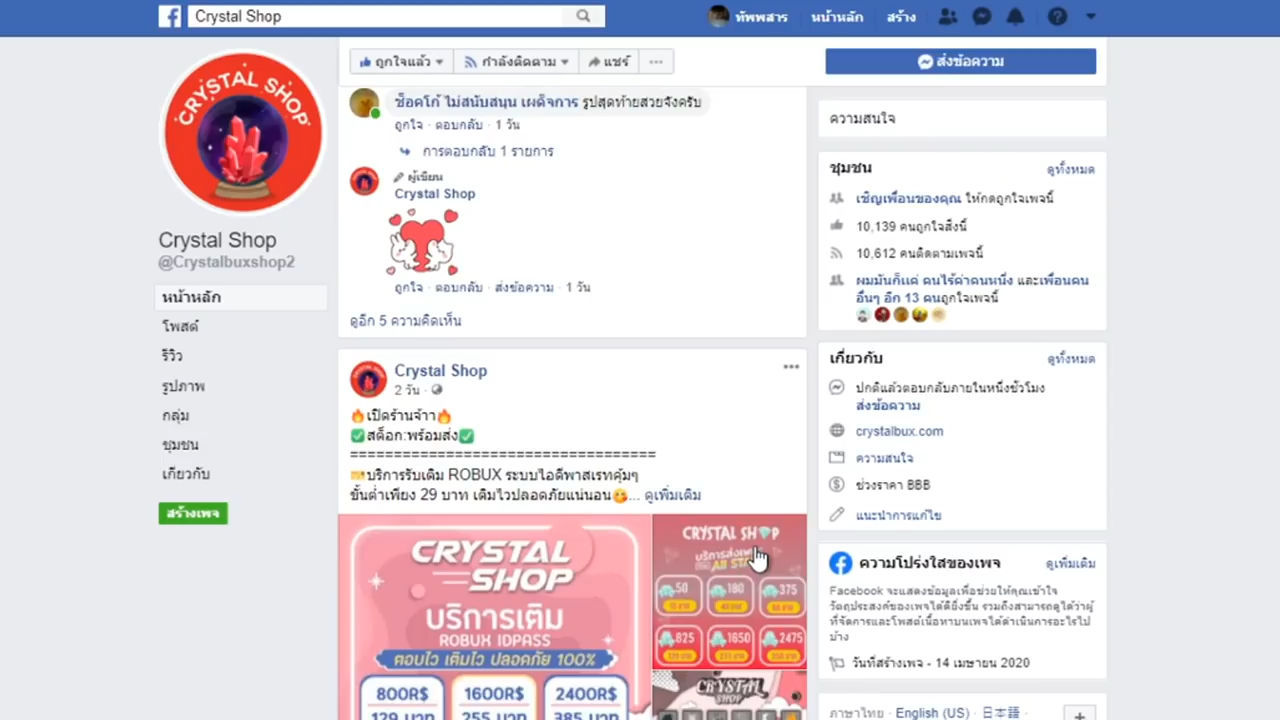 Crystal Shop
ทัพพสาร
หน้าหลัก
สร้าง
CRYSTAL SHOP
Crystal Shop
@Crystalbuxshop2
หน้าหลัก
โพสต์
รีวิว
รูปภาพ
กลุ่ม
ชุมชน
เกี่ยวกับ
สร้างเพจ
ถูกใจแล้ว
กำลังติดตาม
แชร์
ช็อคโก้ ไม่สนับสนุน เผด็จการ รูปสุดท้ายสวยจังครับ
ถูกใจ · ตอบกลับ · 1 วัน
การตอบกลับ 1 รายการ
ผู้เขียน
Crystal Shop
ถูกใจ · ตอบกลับ · ส่งข้อความ · 1 วัน
ดูอีก 5 ความคิดเห็น
Crystal Shop
2 วัน ·
🔥เปิดร้านจ้าา🔥
✅สต็อก:พร้อมส่ง✅
==================================
🎫บริการรับเติม ROBUX ระบบไอดีพาสเรทคุ้มๆ
ขั้นต่ำเพียง 29 บาท เติมไวปลอดภัยแน่นอน😋... ดูเพิ่มเติม
CRYSTAL
SHOP
บริการเติม
ROBUX IDPASS
ตอบไว เติมไว ปลอดภัย 100%
800R$ 1600R$ 2400R$
129 บาท 255 บาท 385 บาท
CRYSTAL SHOP
50 180 375
825 1650 2475
CRYSTAL
SHOP
ส่งข้อความ
ความสนใจ
ชุมชน
ดูทั้งหมด
เชิญเพื่อนของคุณ ให้กดถูกใจเพจนี้
10,139 คนถูกใจสิ่งนี้
10,612 คนติดตามเพจนี้
ผมมันก็แค่ คนไร้ค่าคนหนึ่ง และเพื่อนคน
อื่นๆ อีก 13 คนถูกใจเพจนี้
เกี่ยวกับ
ดูทั้งหมด
ปกติแล้วตอบกลับภายในหนึ่งชั่วโมง
ส่งข้อความ
crystalbux.com
ความสนใจ
ช่วงราคา ฿฿฿
แนะนำการแก้ไข
ความโปร่งใสของเพจ
ดูเพิ่มเติม
Facebook จะแสดงข้อมูลเพื่อช่วยให้คุณเข้าใจ
วัตถุประสงค์ของเพจได้ดียิ่งขึ้น รวมถึงสามารถดูได้ว่าผู้
ที่จัดการและโพสต์เนื้อหาบนเพจได้ดำเนินการอะไรไป
บ้าง
วันที่สร้างเพจ - 14 เมษายน 2020
ภาษาไทย · English (US) · 日本語 ·